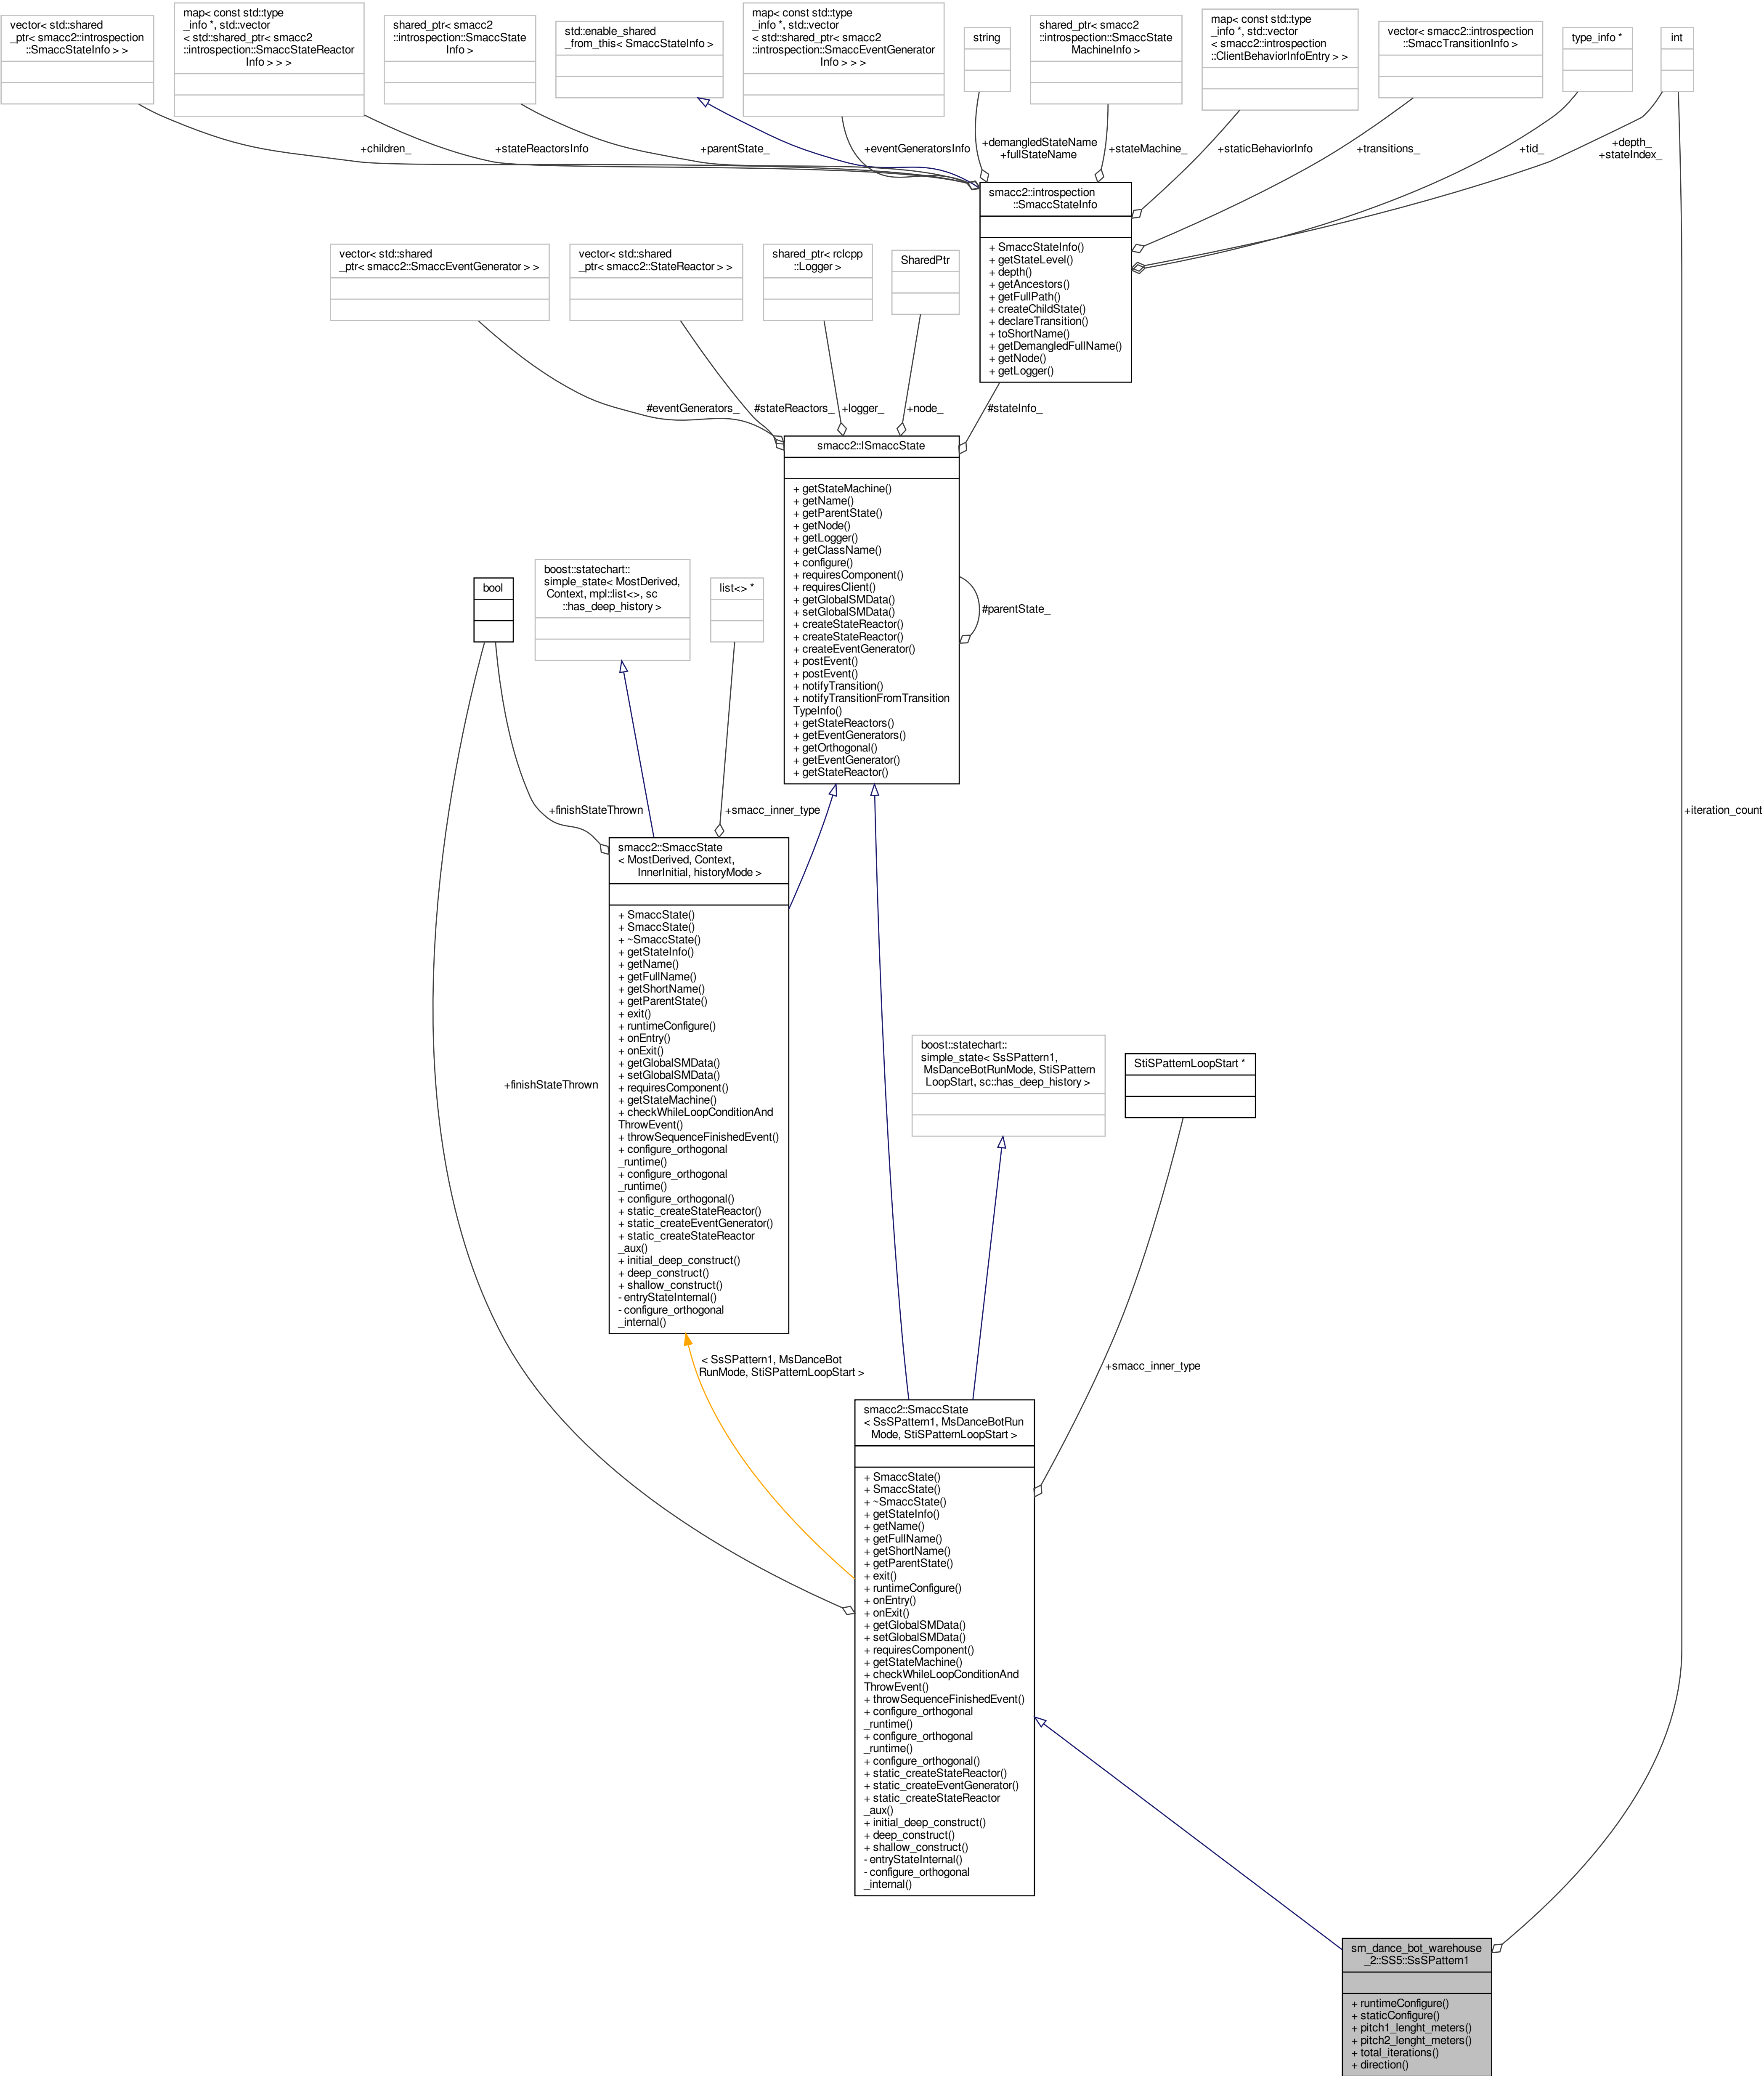 vector< std::shared
_ptr< smacc2::introspection
::SmaccStateInfo > >
map< const std::type
_info *, std::vector
< std::shared_ptr< smacc2
::introspection::SmaccStateReactor
Info > > >
shared_ptr< smacc2
::introspection::SmaccState
Info >
std::enable_shared
_from_this< SmaccStateInfo >
map< const std::type
_info *, std::vector
< std::shared_ptr< smacc2
::introspection::SmaccEventGenerator
Info > > >
string
shared_ptr< smacc2
::introspection::SmaccState
MachineInfo >
map< const std::type
_info *, std::vector
< smacc2::introspection
::ClientBehaviorInfoEntry > >
vector< smacc2::introspection
::SmaccTransitionInfo >
type_info *
int
+children_
+stateReactorsInfo
+parentState_
+eventGeneratorsInfo
+demangledStateName
+fullStateName
+stateMachine_
+staticBehaviorInfo
+transitions_
+tid_
+depth_
+stateIndex_
smacc2::introspection
::SmaccStateInfo
+ SmaccStateInfo()
+ getStateLevel()
+ depth()
+ getAncestors()
+ getFullPath()
+ createChildState()
+ declareTransition()
+ toShortName()
+ getDemangledFullName()
+ getNode()
+ getLogger()
vector< std::shared
_ptr< smacc2::SmaccEventGenerator > >
vector< std::shared
_ptr< smacc2::StateReactor > >
shared_ptr< rclcpp
::Logger >
SharedPtr
#eventGenerators_
#stateReactors_
+logger_
+node_
#stateInfo_
smacc2::ISmaccState
+ getStateMachine()
+ getName()
+ getParentState()
+ getNode()
+ getLogger()
+ getClassName()
+ configure()
+ requiresComponent()
+ requiresClient()
+ getGlobalSMData()
+ setGlobalSMData()
+ createStateReactor()
+ createStateReactor()
+ createEventGenerator()
+ postEvent()
+ postEvent()
+ notifyTransition()
+ notifyTransitionFromTransition
TypeInfo()
+ getStateReactors()
+ getEventGenerators()
+ getOrthogonal()
+ getEventGenerator()
+ getStateReactor()
#parentState_
bool
boost::statechart::
simple_state< MostDerived,
Context, mpl::list<>, sc
::has_deep_history >
list<> *
+finishStateThrown
+smacc_inner_type
+iteration_count
smacc2::SmaccState
< MostDerived, Context,
InnerInitial, historyMode >
+ SmaccState()
+ SmaccState()
+ ~SmaccState()
+ getStateInfo()
+ getName()
+ getFullName()
+ getShortName()
+ getParentState()
+ exit()
+ runtimeConfigure()
+ onEntry()
+ onExit()
+ getGlobalSMData()
+ setGlobalSMData()
+ requiresComponent()
+ getStateMachine()
+ checkWhileLoopConditionAnd
ThrowEvent()
+ throwSequenceFinishedEvent()
+ configure_orthogonal
_runtime()
+ configure_orthogonal
_runtime()
+ configure_orthogonal()
+ static_createStateReactor()
+ static_createEventGenerator()
+ static_createStateReactor
_aux()
+ initial_deep_construct()
+ deep_construct()
+ shallow_construct()
- entryStateInternal()
- configure_orthogonal
_internal()
+finishStateThrown
boost::statechart::
simple_state< SsSPattern1,
MsDanceBotRunMode, StiSPattern
LoopStart, sc::has_deep_history >
StiSPatternLoopStart *
< SsSPattern1, MsDanceBot
RunMode, StiSPatternLoopStart >
+smacc_inner_type
smacc2::SmaccState
< SsSPattern1, MsDanceBotRun
Mode, StiSPatternLoopStart >
+ SmaccState()
+ SmaccState()
+ ~SmaccState()
+ getStateInfo()
+ getName()
+ getFullName()
+ getShortName()
+ getParentState()
+ exit()
+ runtimeConfigure()
+ onEntry()
+ onExit()
+ getGlobalSMData()
+ setGlobalSMData()
+ requiresComponent()
+ getStateMachine()
+ checkWhileLoopConditionAnd
ThrowEvent()
+ throwSequenceFinishedEvent()
+ configure_orthogonal
_runtime()
+ configure_orthogonal
_runtime()
+ configure_orthogonal()
+ static_createStateReactor()
+ static_createEventGenerator()
+ static_createStateReactor
_aux()
+ initial_deep_construct()
+ deep_construct()
+ shallow_construct()
- entryStateInternal()
- configure_orthogonal
_internal()
sm_dance_bot_warehouse
_2::SS5::SsSPattern1
+ runtimeConfigure()
+ staticConfigure()
+ pitch1_lenght_meters()
+ pitch2_lenght_meters()
+ total_iterations()
+ direction()